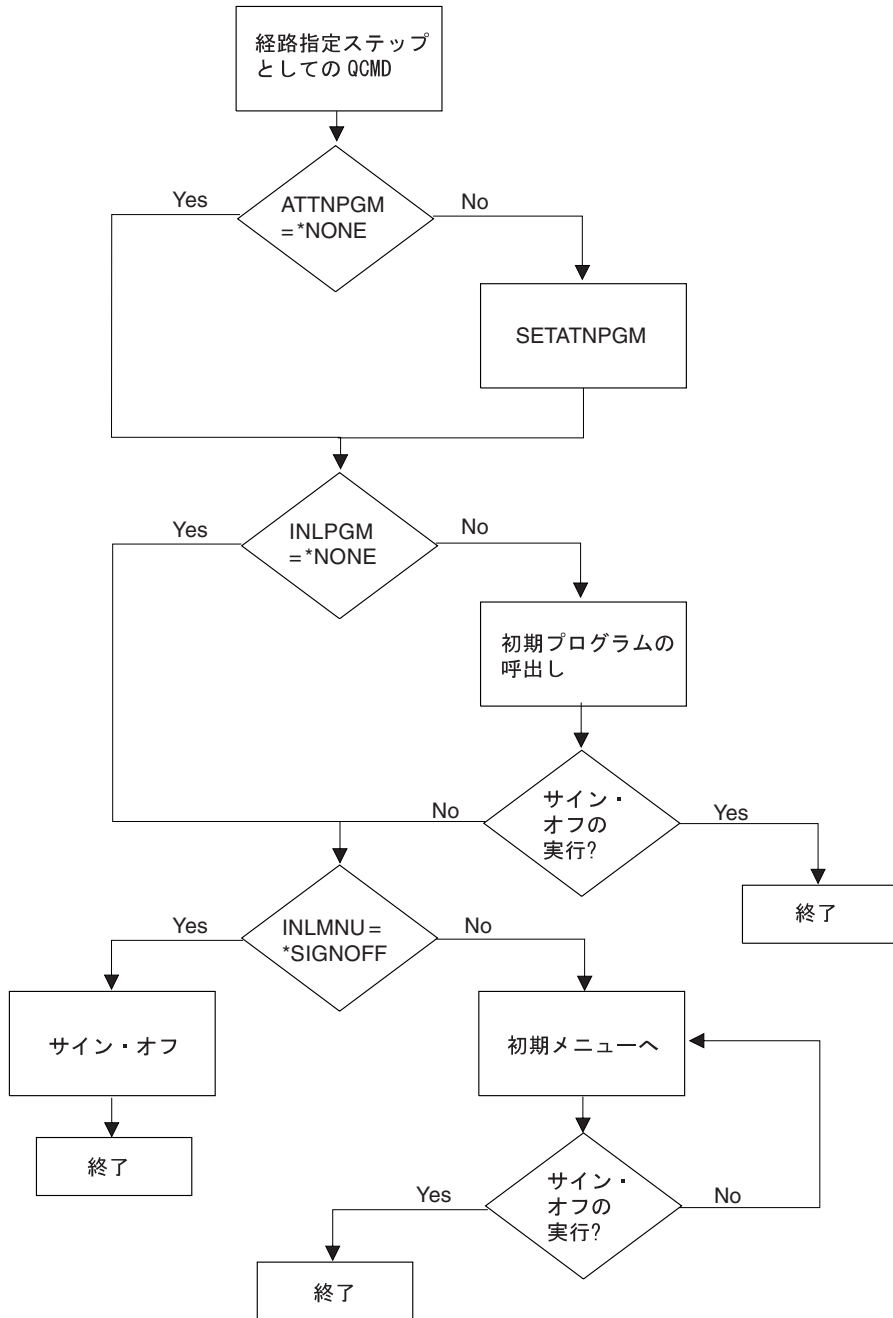 経路指定ステップ
としての QCMD
Yes
ATTNPGM
=*NONE
No
SETATNPGM
Yes
INLPGM
=*NONE
No
初期プログラムの
呼出し
No
サイン・
オフの
実行?
Yes
終了
Yes
INLMNU=
*SIGNOFF
No
サイン・オフ
初期メニューへ
終了
Yes
サイン・
オフの
実行?
No
終了